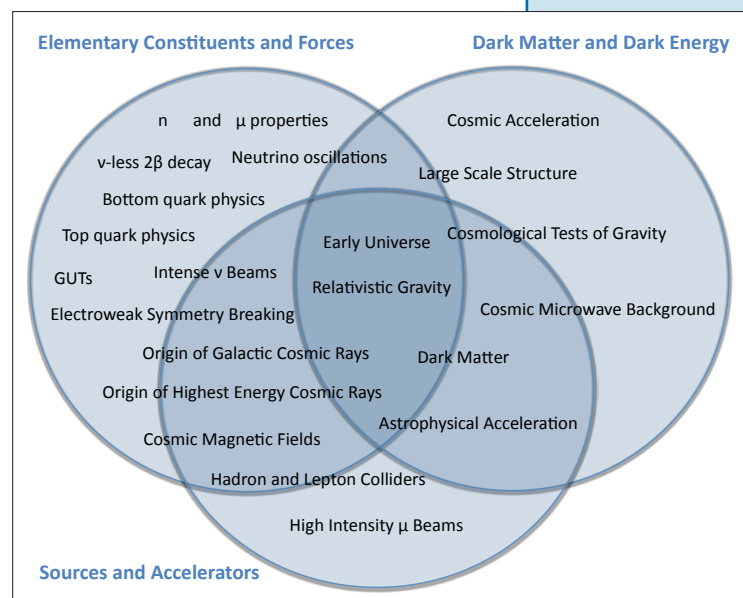 Elementary Constituents and Forces
Dark Matter and Dark Energy
n and μ properties
Cosmic Acceleration
ν-less 2β decay
Neutrino oscillations
Large Scale Structure
Bottom quark physics
Top quark physics
Early Universe
Cosmological Tests of Gravity
GUTs
Intense ν Beams
Relativistic Gravity
Cosmic Microwave Background
Electroweak Symmetry Breaking
Origin of Galactic Cosmic Rays
Dark Matter
Origin of Highest Energy Cosmic Rays
Astrophysical Acceleration
Cosmic Magnetic Fields
Hadron and Lepton Colliders
High Intensity μ Beams
Sources and Accelerators